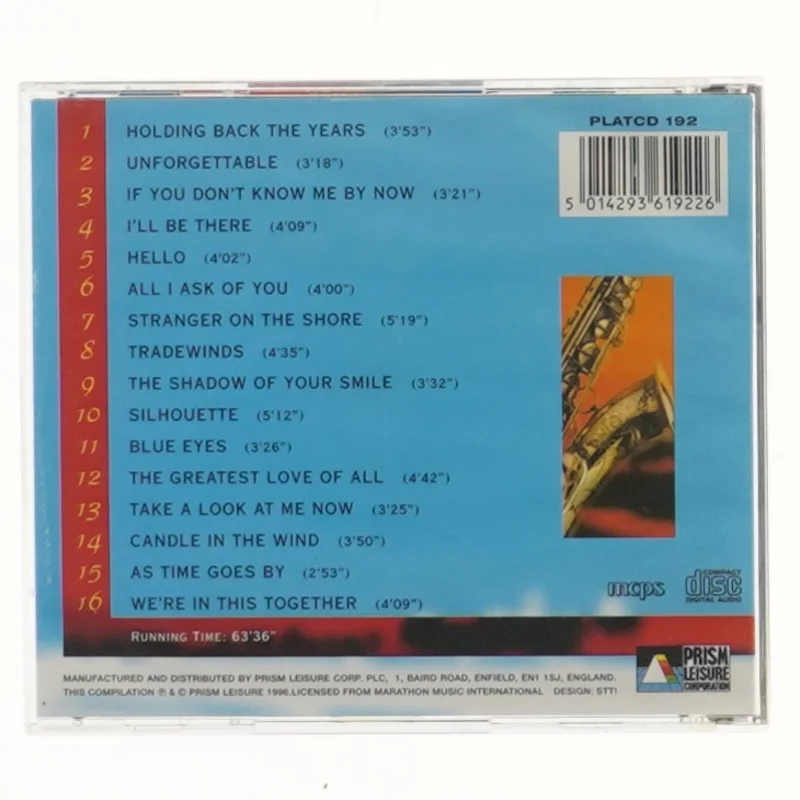 PLATCD 192
5 014293 619226
1 HOLDING BACK THE YEARS (3'53")
2 UNFORGETTABLE (3'18")
3 IF YOU DON'T KNOW ME BY NOW (3'21")
4 I'LL BE THERE (4'09")
5 HELLO (4'02")
6 ALL I ASK OF YOU (4'00")
7 STRANGER ON THE SHORE (5'19")
8 TRADEWINDS (4'35")
9 THE SHADOW OF YOUR SMILE (3'32")
10 SILHOUETTE (5'12")
11 BLUE EYES (3'26")
12 THE GREATEST LOVE OF ALL (4'42")
13 TAKE A LOOK AT ME NOW (3'25")
14 CANDLE IN THE WIND (3'50")
15 AS TIME GOES BY (2'53")
16 WE'RE IN THIS TOGETHER (4'09")
mcps
COMPACT
disc
DIGITAL AUDIO
RUNNING TIME: 63'36"
PRISM
LEISURE
CORPORATION
MANUFACTURED AND DISTRIBUTED BY PRISM LEISURE CORP. PLC, 1, BAIRD ROAD, ENFIELD, EN1 1SJ, ENGLAND.
THIS COMPILATION ℗ & © PRISM LEISURE 1996.LICENSED FROM MARATHON MUSIC INTERNATIONAL DESIGN: STTI